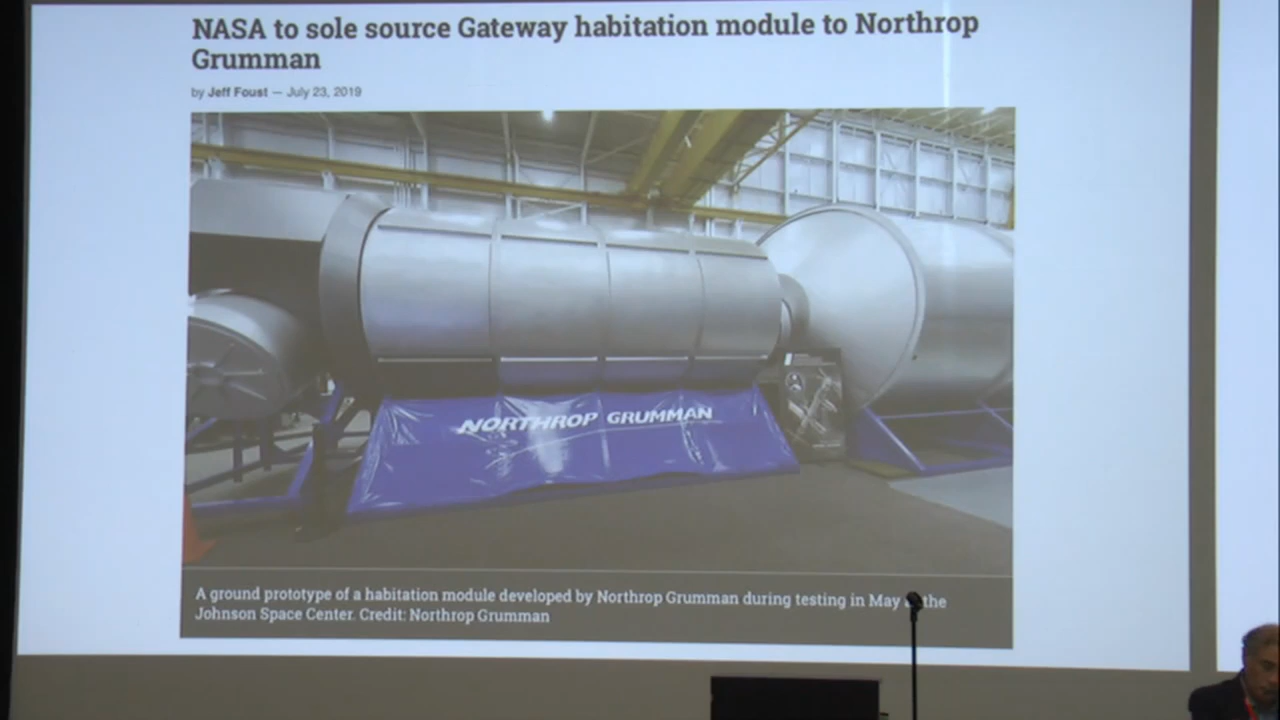 NASA to sole source Gateway habitation module to Northrop
Grumman
by Jeff Foust — July 23, 2019
NORTHROP GRUMMAN
A ground prototype of a habitation module developed by Northrop Grumman during testing in May the
Johnson Space Center. Credit: Northrop Grumman